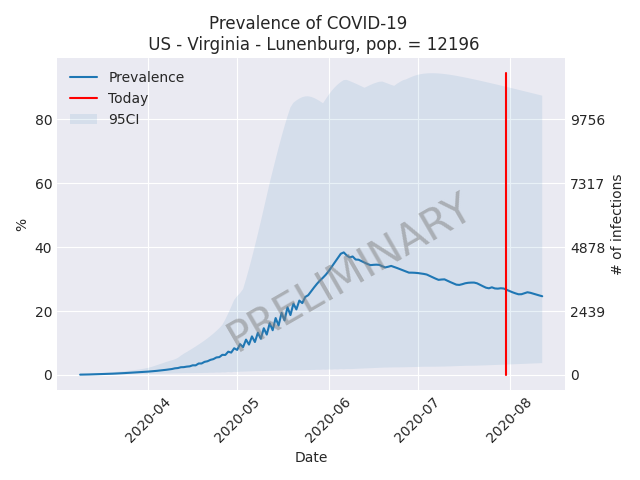 Prevalence of COVID-19
US - Virginia - Lunenburg, pop. = 12196
Prevalence
Today
95CI
80
60
40
20
0
%
9756
7317
4878
2439
0
# of infections
PRELIMINARY
2020-04
2020-05
2020-06
2020-07
2020-08
Date